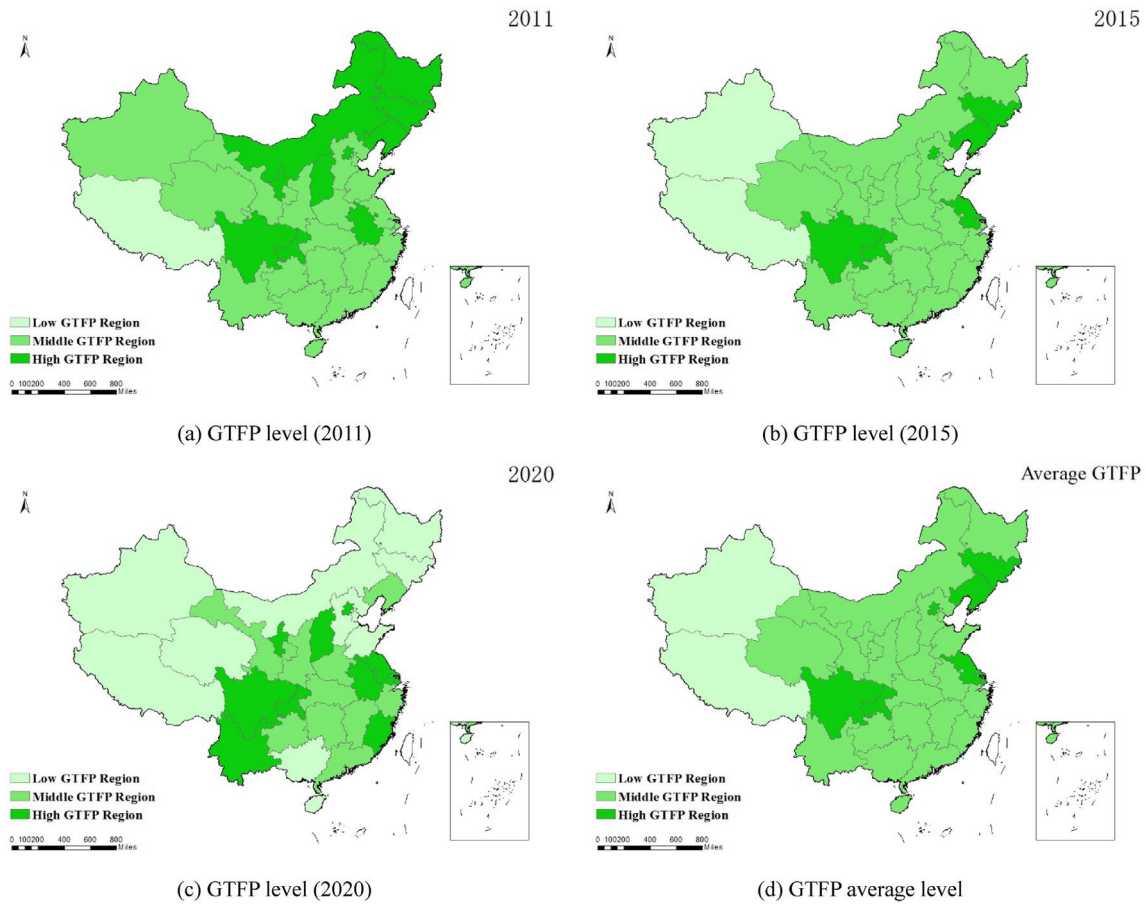 2011
N
Low GTFP Region
Middle GTFP Region
High GTFP Region
0 100200 400 600 800
Miles
(a) GTFP level (2011)
2015
N
Low GTFP Region
Middle GTFP Region
High GTFP Region
0 100200 400 600 800
Miles
(b) GTFP level (2015)
2020
N
Low GTFP Region
Middle GTFP Region
High GTFP Region
0 100200 400 600 800
Miles
(c) GTFP level (2020)
Average GTFP
N
Low GTFP Region
Middle GTFP Region
High GTFP Region
0 100200 400 600 800
Miles
(d) GTFP average level